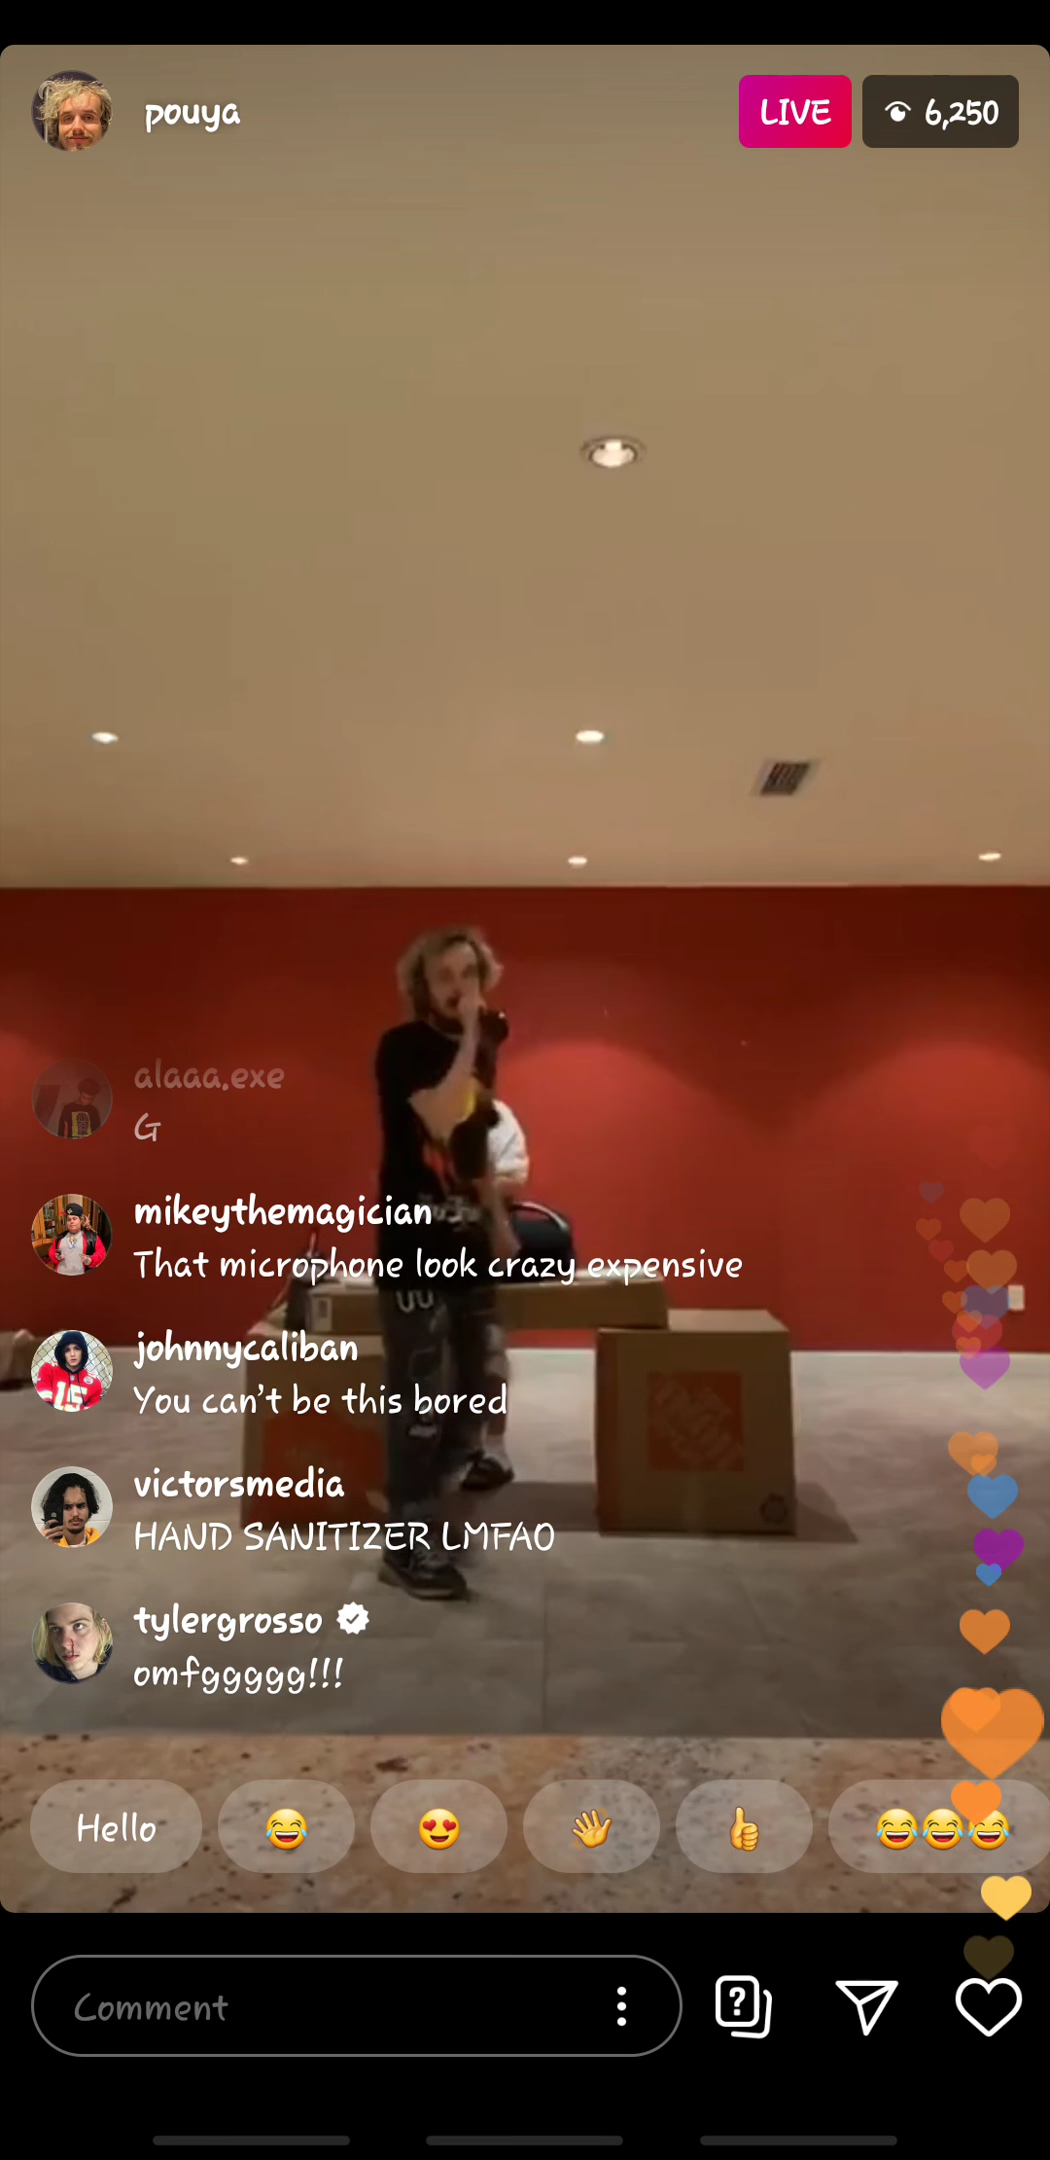 pouya
LIVE
6,250
alaaa.exe
G
mikeythemagician
That microphone look crazy expensive
johnnycaliban
You can't be this bored
victorsmedia
HAND SANITIZER LMFAO
tylergrosso
omfggggg!!!
Hello
Comment